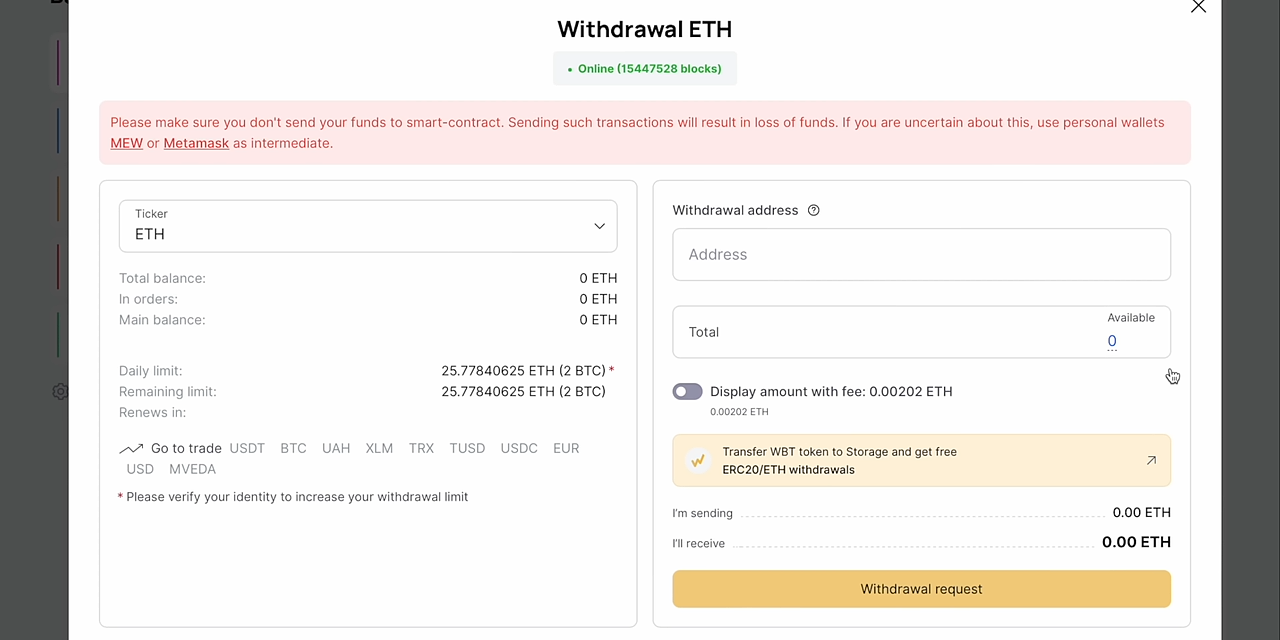 Withdrawal ETH
• Online (15447528 blocks)
Please make sure you don't send your funds to smart-contract. Sending such transactions will result in loss of funds. If you are uncertain about this, use personal wallets
MEW or Metamask as intermediate.
Ticker
ETH
Total balance: 0 ETH
In orders: 0 ETH
Main balance: 0 ETH
Daily limit: 25.77840625 ETH (2 BTC) *
Remaining limit: 25.77840625 ETH (2 BTC)
Renews in:
Go to trade USDT BTC UAH XLM TRX TUSD USDC EUR
USD MVEDA
* Please verify your identity to increase your withdrawal limit
Withdrawal address
Address
Total
Available
0
Display amount with fee: 0.00202 ETH
0.00202 ETH
Transfer WBT token to Storage and get free
ERC20/ETH withdrawals
I'm sending 0.00 ETH
I'll receive 0.00 ETH
Withdrawal request